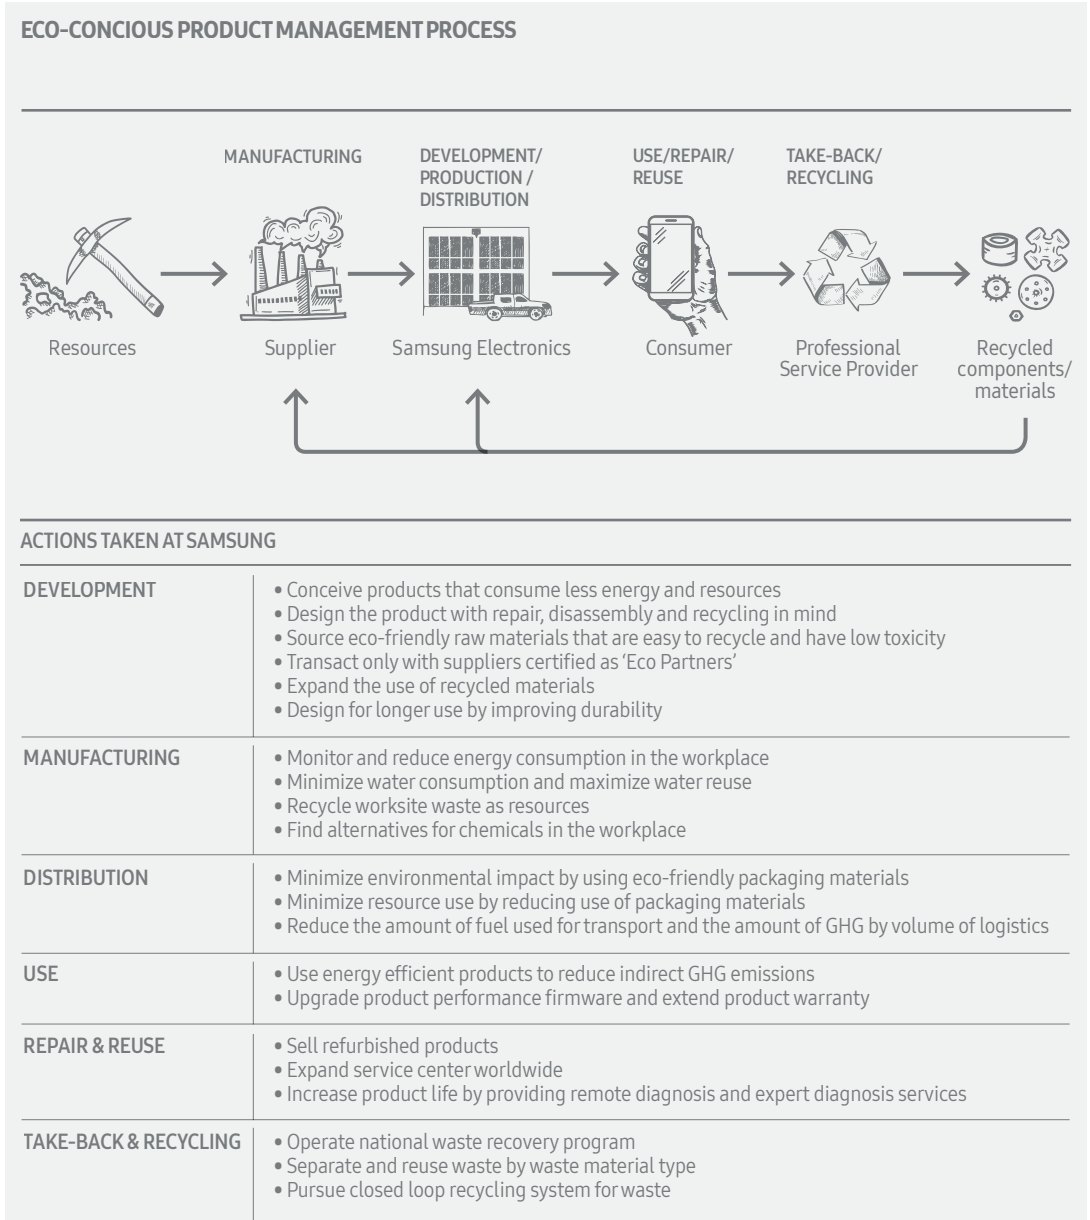 ECO-CONCIOUS PRODUCT MANAGEMENT PROCESS
MANUFACTURING
DEVELOPMENT/
PRODUCTION /
DISTRIBUTION
USE/REPAIR/
REUSE
TAKE-BACK/
RECYCLING
Resources
Supplier
Samsung Electronics
Consumer
Professional
Service Provider
Recycled
components/
materials
ACTIONS TAKEN AT SAMSUNG
DEVELOPMENT
• Conceive products that consume less energy and resources
• Design the product with repair, disassembly and recycling in mind
• Source eco-friendly raw materials that are easy to recycle and have low toxicity
• Transact only with suppliers certified as ‘Eco Partners’
• Expand the use of recycled materials
• Design for longer use by improving durability
MANUFACTURING
• Monitor and reduce energy consumption in the workplace
• Minimize water consumption and maximize water reuse
• Recycle worksite waste as resources
• Find alternatives for chemicals in the workplace
DISTRIBUTION
• Minimize environmental impact by using eco-friendly packaging materials
• Minimize resource use by reducing use of packaging materials
• Reduce the amount of fuel used for transport and the amount of GHG by volume of logistics
USE
• Use energy efficient products to reduce indirect GHG emissions
• Upgrade product performance firmware and extend product warranty
REPAIR & REUSE
• Sell refurbished products
• Expand service center worldwide
• Increase product life by providing remote diagnosis and expert diagnosis services
TAKE-BACK & RECYCLING
• Operate national waste recovery program
• Separate and reuse waste by waste material type
• Pursue closed loop recycling system for waste